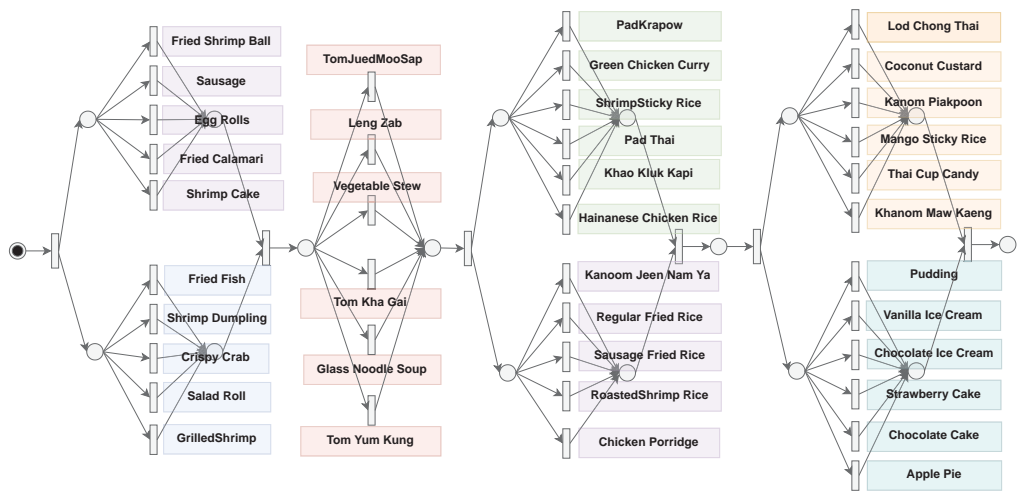 Fried Shrimp Ball
Sausage
Egg Rolls
Fried Calamari
Shrimp Cake
Fried Fish
Shrimp Dumpling
Crispy Crab
Salad Roll
GrilledShrimp
TomJuedMooSap
Leng Zab
Vegetable Stew
Tom Kha Gai
Glass Noodle Soup
Tom Yum Kung
PadKrapow
Green Chicken Curry
ShrimpSticky Rice
Pad Thai
Khao Kluk Kapi
Hainanese Chicken Rice
Kanoom Jeen Nam Ya
Regular Fried Rice
Sausage Fried Rice
RoastedShrimp Rice
Chicken Porridge
Lod Chong Thai
Coconut Custard
Kanom Piakpoon
Mango Sticky Rice
Thai Cup Candy
Khanom Maw Kaeng
Pudding
Vanilla Ice Cream
Chocolate Ice Cream
Strawberry Cake
Chocolate Cake
Apple Pie